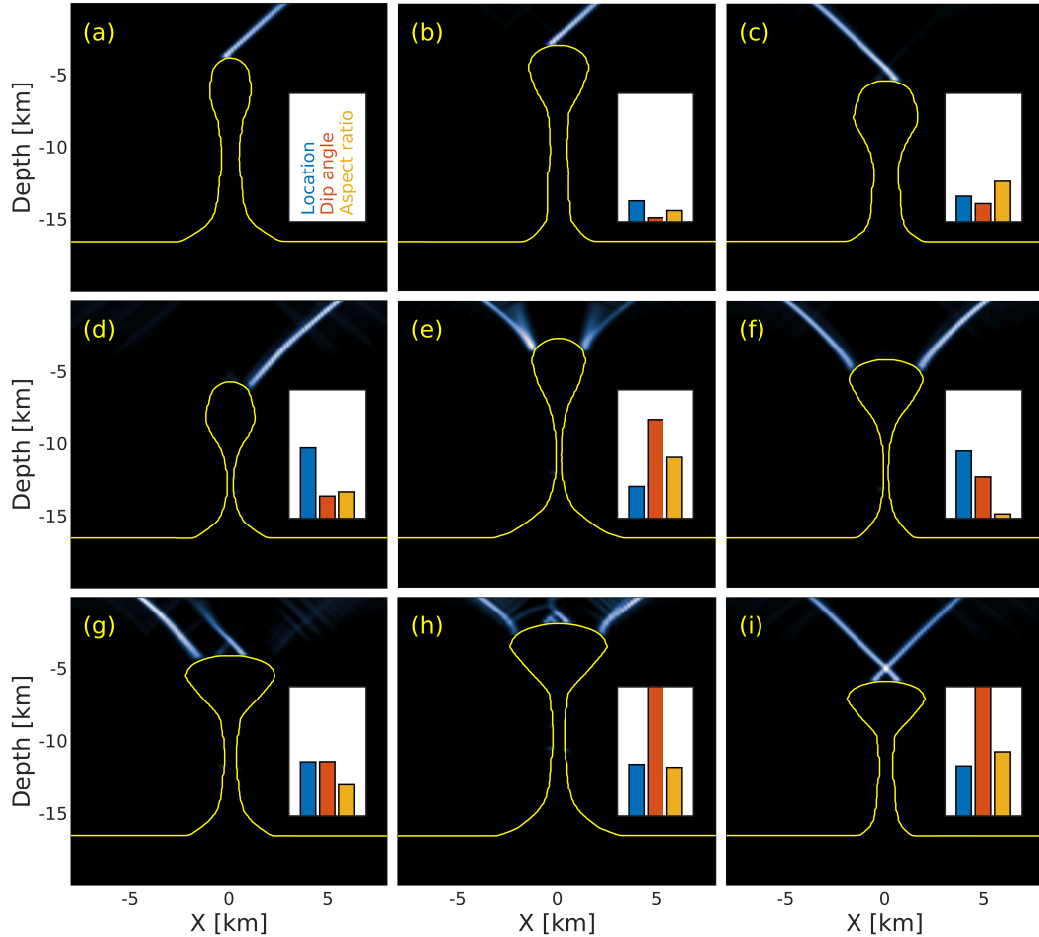 (a)
(b)
(c)
Depth [km]
-5
-10
-15
Location
Dip angle
Aspect ratio
(d)
(e)
(f)
Depth [km]
-5
-10
-15
(g)
(h)
(i)
Depth [km]
-5
-10
-15
-5 0 5
-5 0 5
-5 0 5
X [km]
X [km]
X [km]